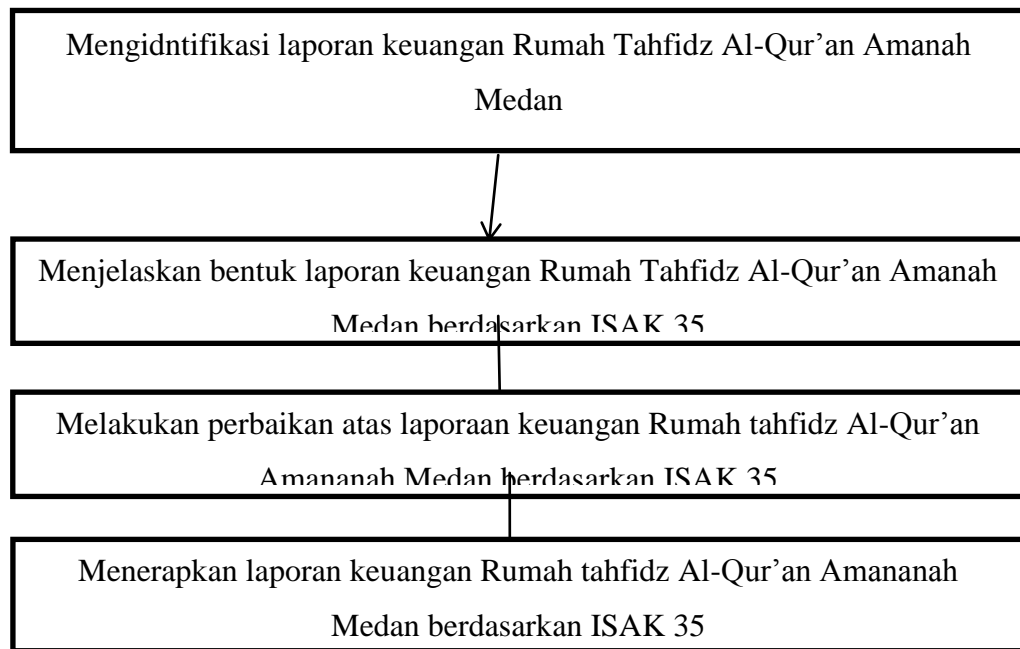 Mengidntifikasi laporan keuangan Rumah Tahfidz Al-Qur’an Amanah
Medan
Menjelaskan bentuk laporan keuangan Rumah Tahfidz Al-Qur’an Amanah
Medan berdasarkan ISAK 35
Melakukan perbaikan atas laporaan keuangan Rumah tahfidz Al-Qur’an
Amananah Medan berdasarkan ISAK 35
Menerapkan laporan keuangan Rumah tahfidz Al-Qur’an Amananah
Medan berdasarkan ISAK 35